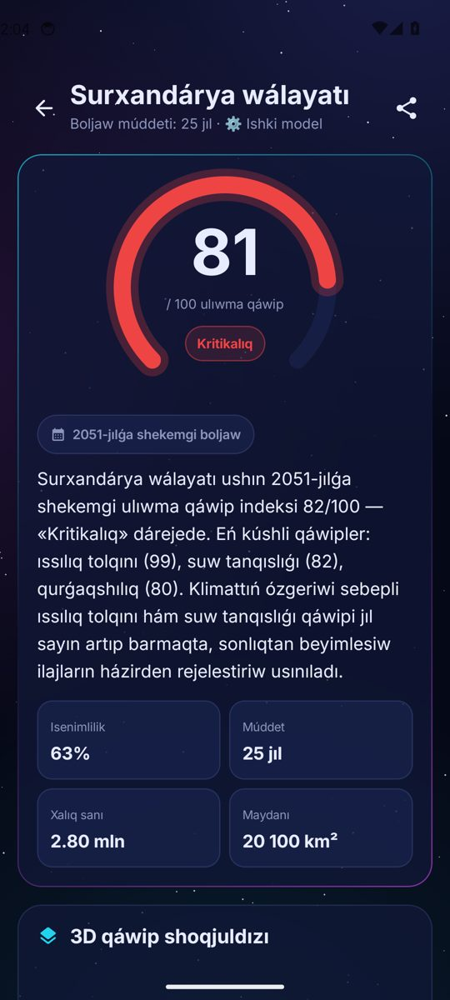 2:04
Surxandárya wálayatı
Boljaw múddeti: 25 jıl · ⚙️ Ishki model
81
/ 100 ulıwma qáwip
Kritikalıq
2051-jılǵa shekemgi boljaw
Surxandárya wálayatı ushın 2051-jılǵa
shekemgi ulıwma qáwip indeksi 82/100 —
«Kritikalıq» dárejede. Eń kúshli qáwipler:
ıssılıq tolqını (99), suw tanqıslıǵı (82),
qurǵaqshılıq (80). Klimattıń ózgeriwi sebepli
ıssılıq tolqını hám suw tanqıslıǵı qáwipi jıl
sayın artıp barmaqta, sonlıqtan beyimlesiw
ilajların házirden rejelestiriw usınıladı.
Isenimlilik
63%
Múddet
25 jıl
Xalıq sanı
2.80 mln
Maydanı
20 100 km²
3D qáwip shoqjuldızı